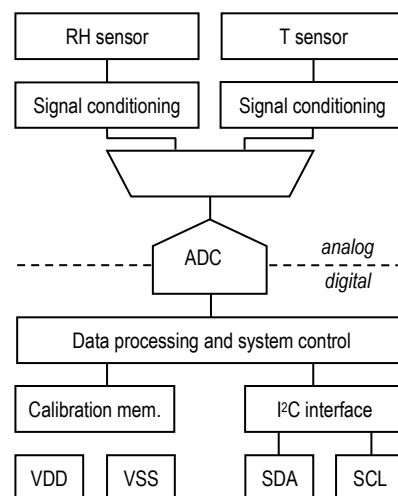 RH sensor
T sensor
Signal conditioning
Signal conditioning
ADC
analog
digital
Data processing and system control
Calibration mem.
I²C interface
VDD
VSS
SDA
SCL